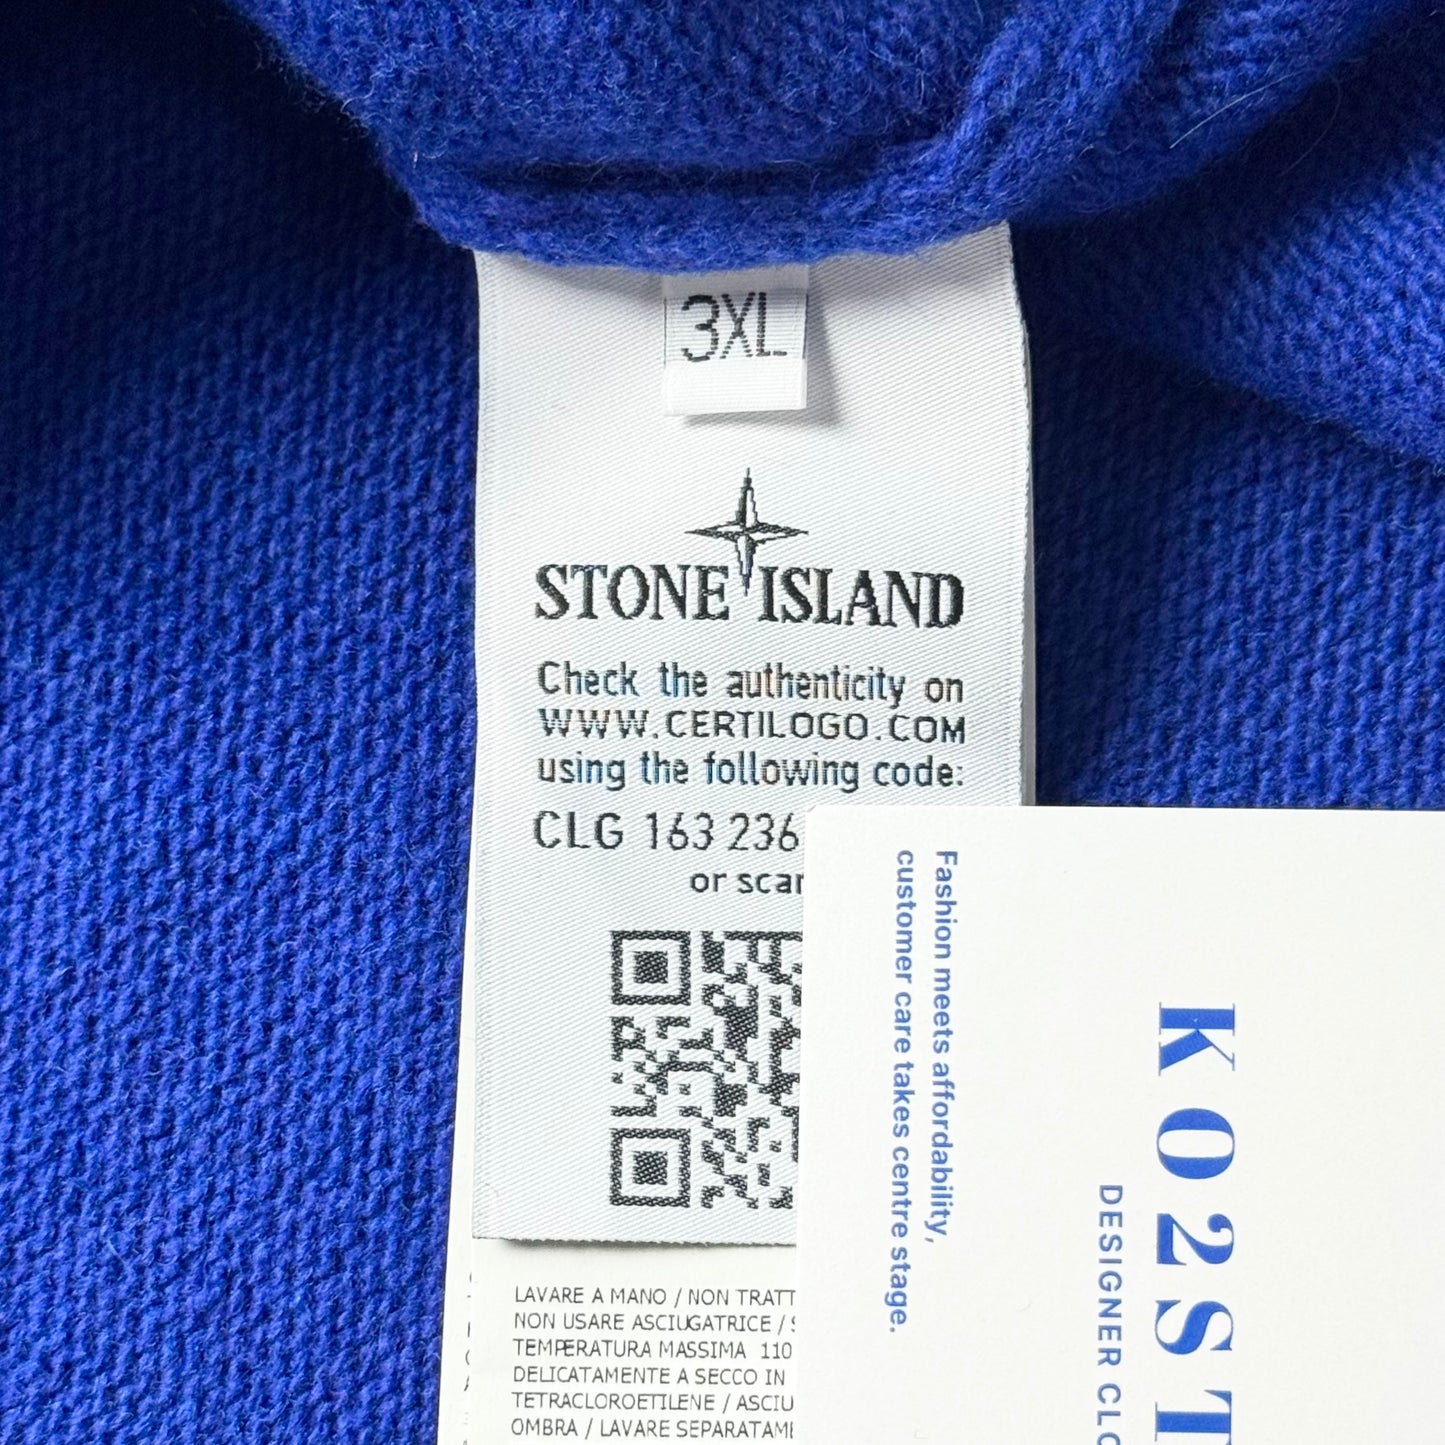 3XL
STONE ISLAND
Check the authenticity on
WWW.CERTILOGO.COM
using the following code:
CLG 163 236
or scan
LAVARE A MANO / NON TRATT
NON USARE ASCIUGATRICE / S
TEMPERATURA MASSIMA 110
DELICATAMENTE A SECCO IN
TETRACLOROETILENE / ASCIU
OMBRA / LAVARE SEPARATAME
Fashion meets affordability,
customer care takes centre stage.
KO2ST
DESIGNER CLO